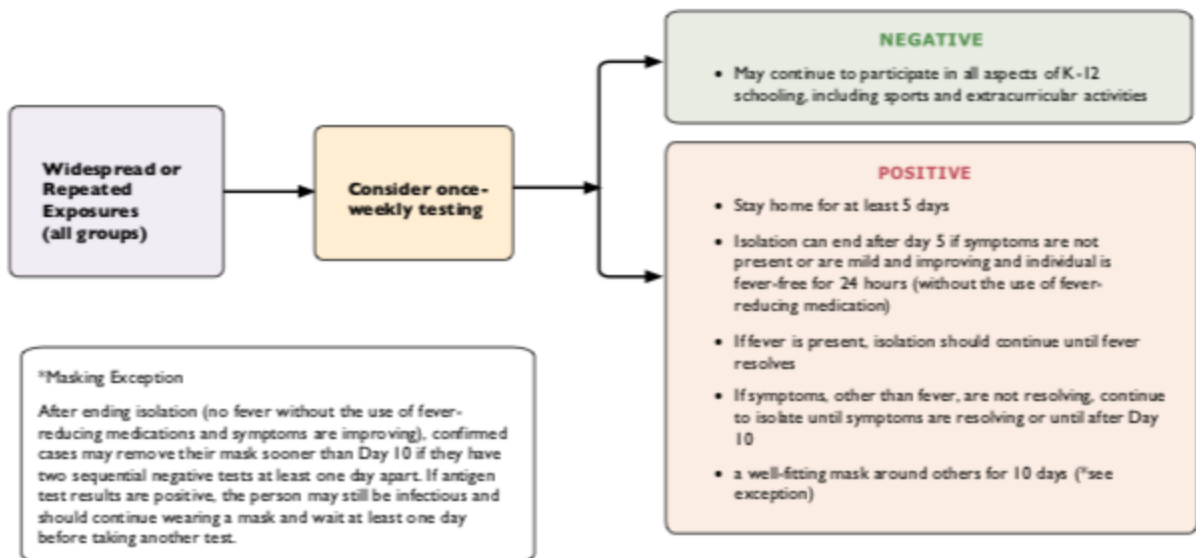 Widespread or
Repeated
Exposures
(all groups)
Consider once-
weekly testing
NEGATIVE
• May continue to participate in all aspects of K-12
schooling, including sports and extracurricular activities
POSITIVE
• Stay home for at least 5 days
• Isolation can end after day 5 if symptoms are not
present or are mild and improving and individual is
fever-free for 24 hours (without the use of fever-
reducing medication)
• If fever is present, isolation should continue until fever
resolves
• If symptoms, other than fever, are not resolving, continue
to isolate until symptoms are resolving or until after Day
10
• a well-fitting mask around others for 10 days (*see
exception)
*Masking Exception
After ending isolation (no fever without the use of fever-
reducing medications and symptoms are improving), confirmed
cases may remove their mask sooner than Day 10 if they have
two sequential negative tests at least one day apart. If antigen
test results are positive, the person may still be infectious and
should continue wearing a mask and wait at least one day
before taking another test.